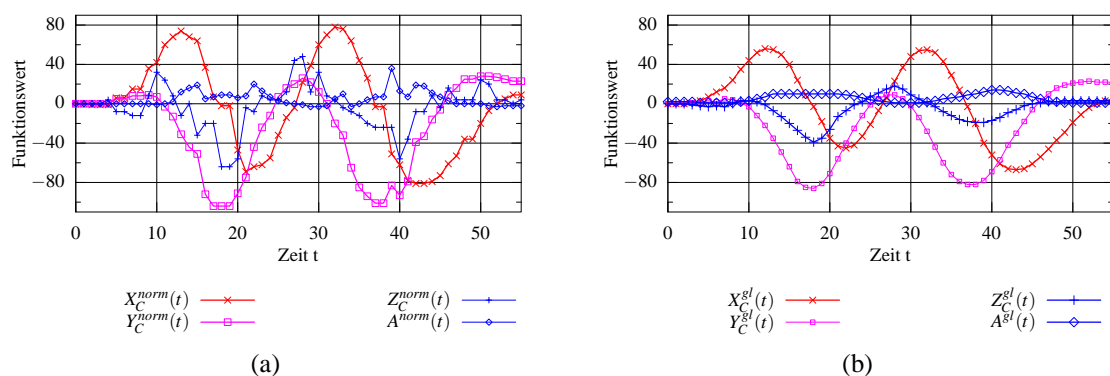 80
40
0
−40
−80
Funktionswert
0 10 20 30 40 50
Zeit t
X_C^{norm}(t)
Y_C^{norm}(t)
Z_C^{norm}(t)
A^{norm}(t)
(a)
80
40
0
−40
−80
Funktionswert
0 10 20 30 40 50
Zeit t
X_C^{gl}(t)
Y_C^{gl}(t)
Z_C^{gl}(t)
A^{gl}(t)
(b)